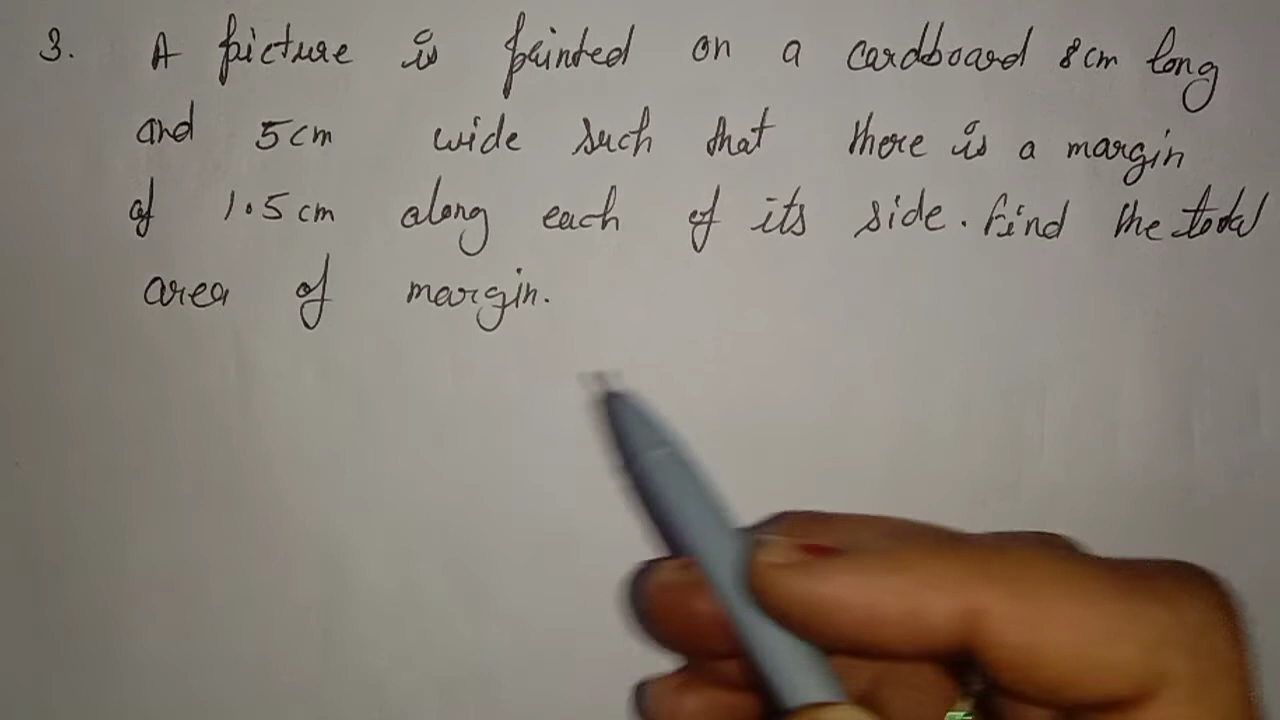 3. A picture is painted on a cardboard 8cm long
and 5cm wide such that there is a margin
of 1.5cm along each of its side. Find the total
area of margin.